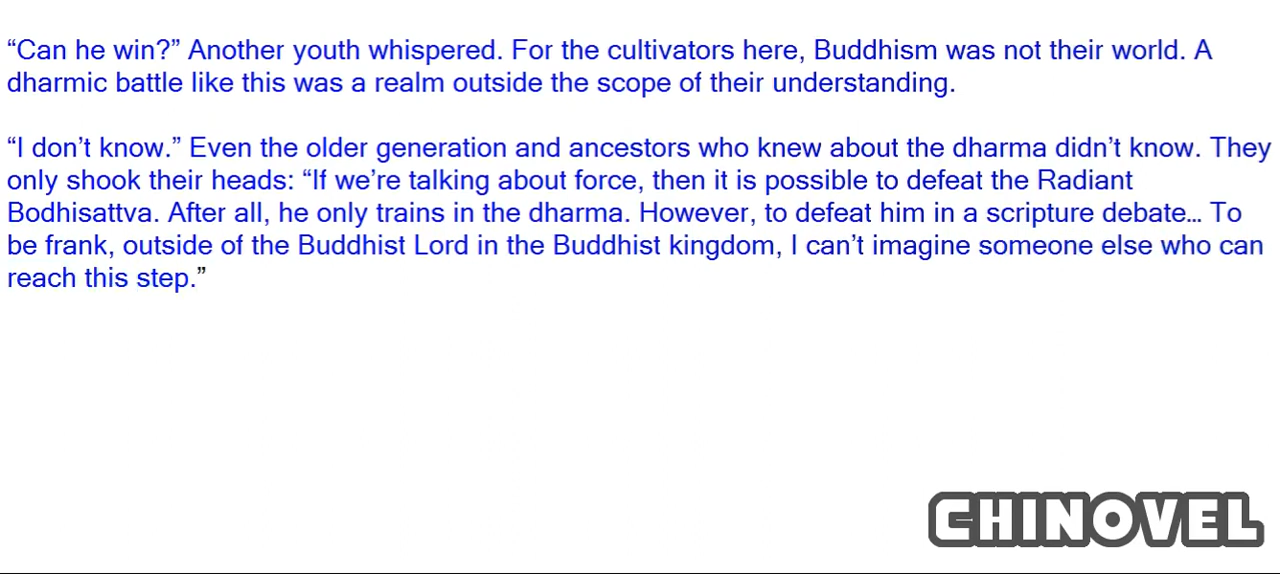 “Can he win?” Another youth whispered. For the cultivators here, Buddhism was not their world. A
dharmic battle like this was a realm outside the scope of their understanding.
“I don’t know.” Even the older generation and ancestors who knew about the dharma didn’t know. They
only shook their heads: “If we’re talking about force, then it is possible to defeat the Radiant
Bodhisattva. After all, he only trains in the dharma. However, to defeat him in a scripture debate… To
be frank, outside of the Buddhist Lord in the Buddhist kingdom, I can’t imagine someone else who can
reach this step.”
CHINOVEL